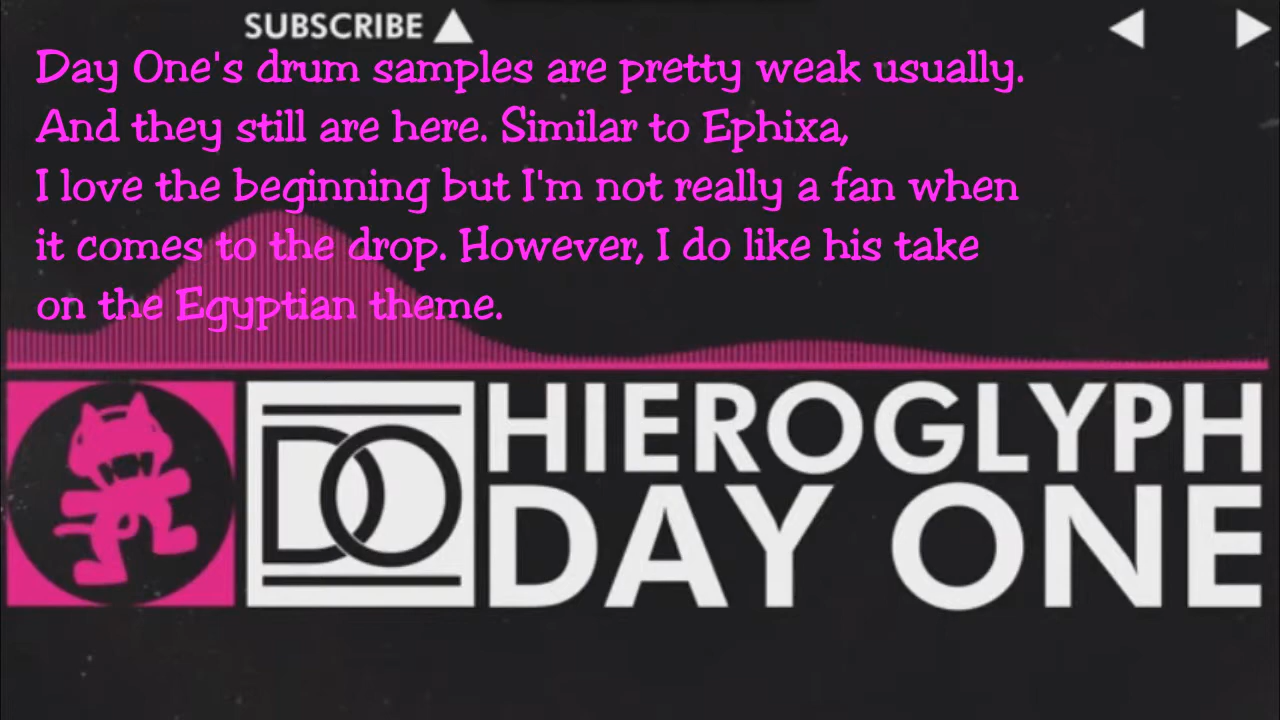 SUBSCRIBE
Day One's drum samples are pretty weak usually.
And they still are here. Similar to Ephixa,
I love the beginning but I'm not really a fan when
it comes to the drop. However, I do like his take
on the Egyptian theme.
DO
HIEROGLYPH
DAY ONE